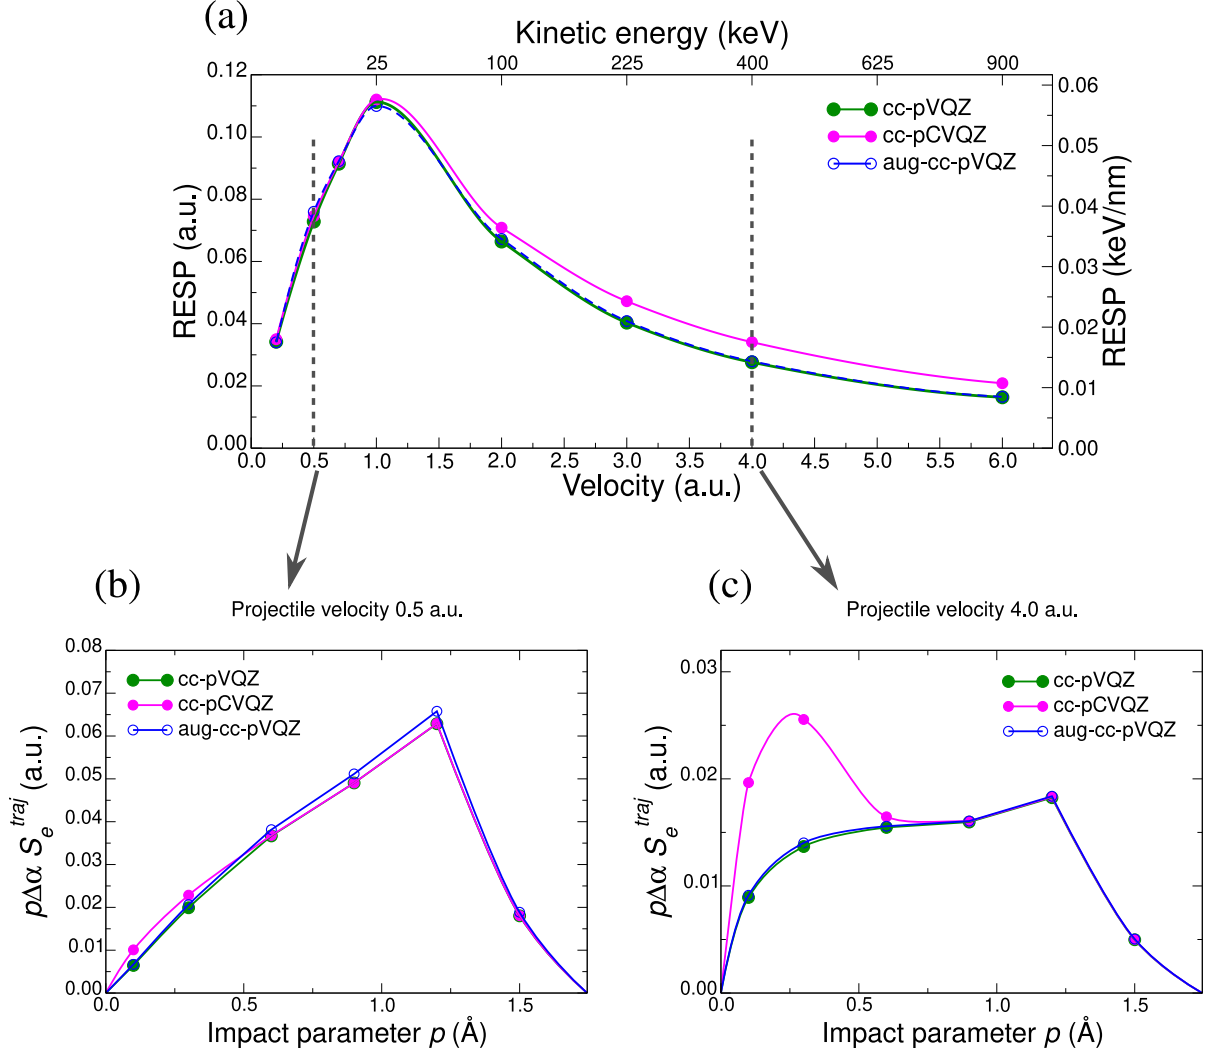 (a)
Kinetic energy (keV)
25 100 225 400 625 900
0.12
0.10
0.08
0.06
0.04
0.02
0.00
RESP (a.u.)
0.06
0.05
0.04
0.03
0.02
0.01
0.00
RESP (keV/nm)
cc-pVQZ
cc-pCVQZ
aug-cc-pVQZ
0.0 0.5 1.0 1.5 2.0 2.5 3.0 3.5 4.0 4.5 5.0 5.5 6.0
Velocity (a.u.)
(b)
Projectile velocity 0.5 a.u.
0.08
0.07
0.06
0.05
0.04
0.03
0.02
0.01
0.00
pΔα S_e^traj (a.u.)
cc-pVQZ
cc-pCVQZ
aug-cc-pVQZ
0.0 0.5 1.0 1.5
Impact parameter p (Å)
(c)
Projectile velocity 4.0 a.u.
0.03
0.02
0.01
0.00
pΔα S_e^traj (a.u.)
cc-pVQZ
cc-pCVQZ
aug-cc-pVQZ
0.0 0.5 1.0 1.5
Impact parameter p (Å)